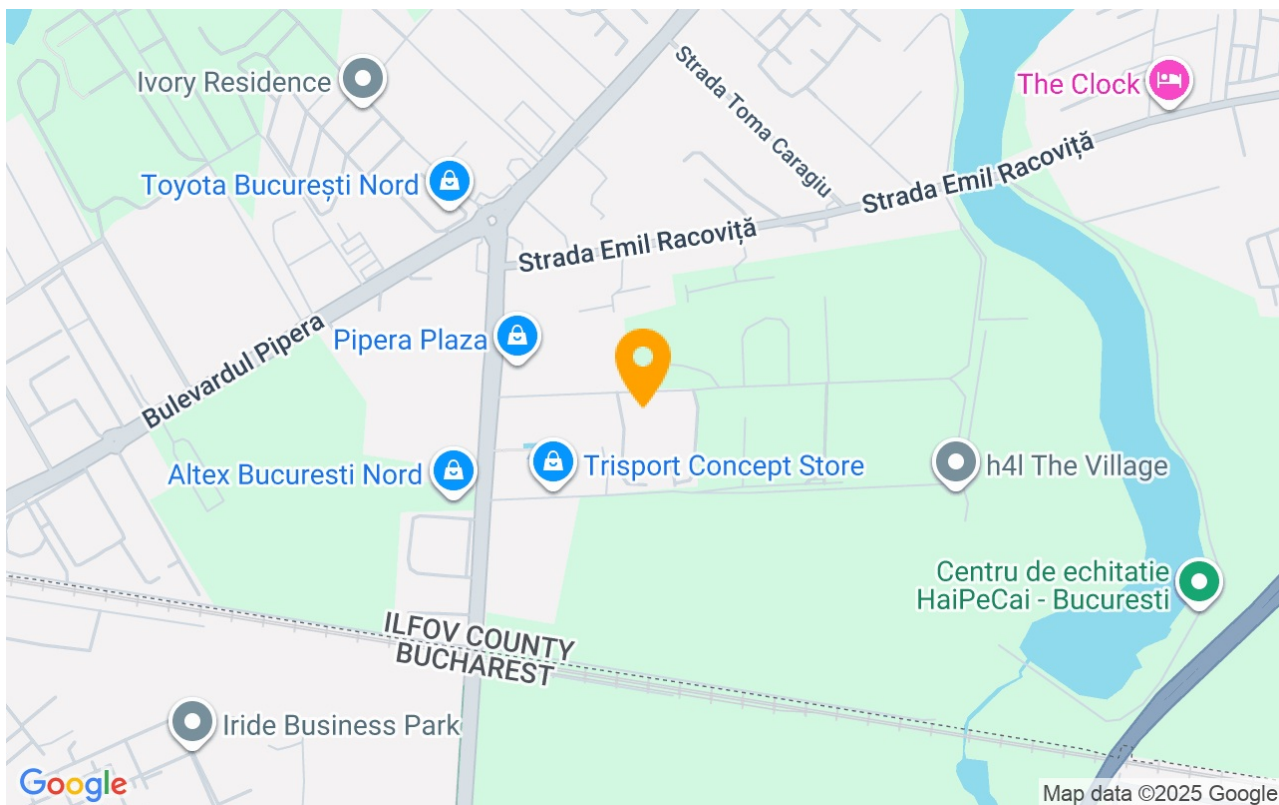 Ivory Residence
The Clock
Strada Toma Caragiu
Strada Emil Racoviță
Toyota București Nord
Strada Emil Racoviță
Bulevardul Pipera
Pipera Plaza
Altex Bucuresti Nord
Trisport Concept Store
h4l The Village
Centru de echitatie
HaiPeCai - Bucuresti
ILFOV COUNTY
BUCHAREST
Iride Business Park
Google
Map data ©2025 Google